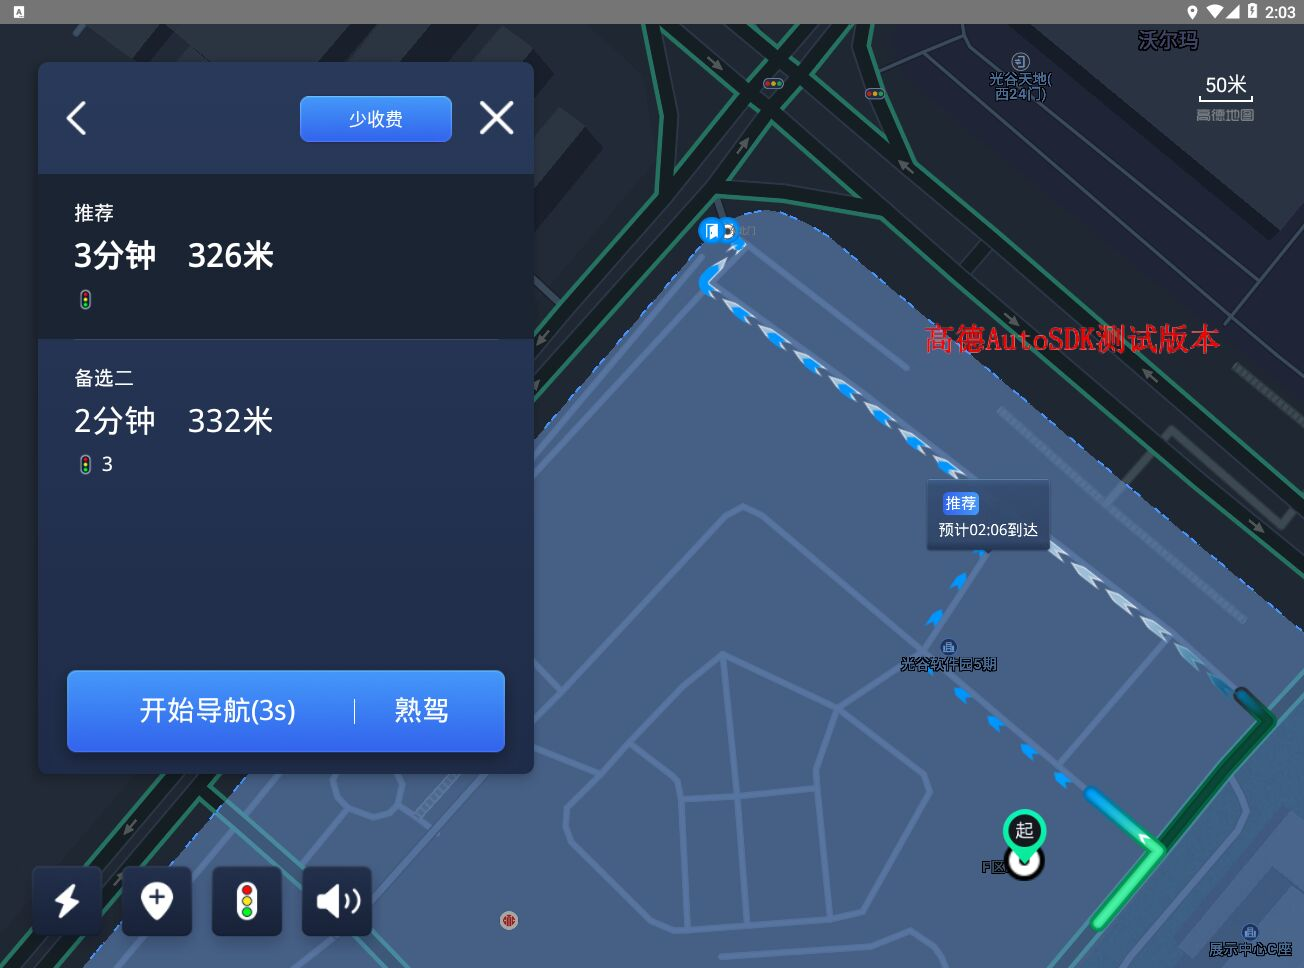 2:03
沃尔玛
光谷天地(
西24门)
50米
高德地图
少收费
推荐
3分钟 326米
备选二
2分钟 332米
3
北门
高德AutoSDK测试版本
推荐
预计02:06到达
光谷软件园5期
开始导航(3s)
熟驾
起
F区
展示中心C座